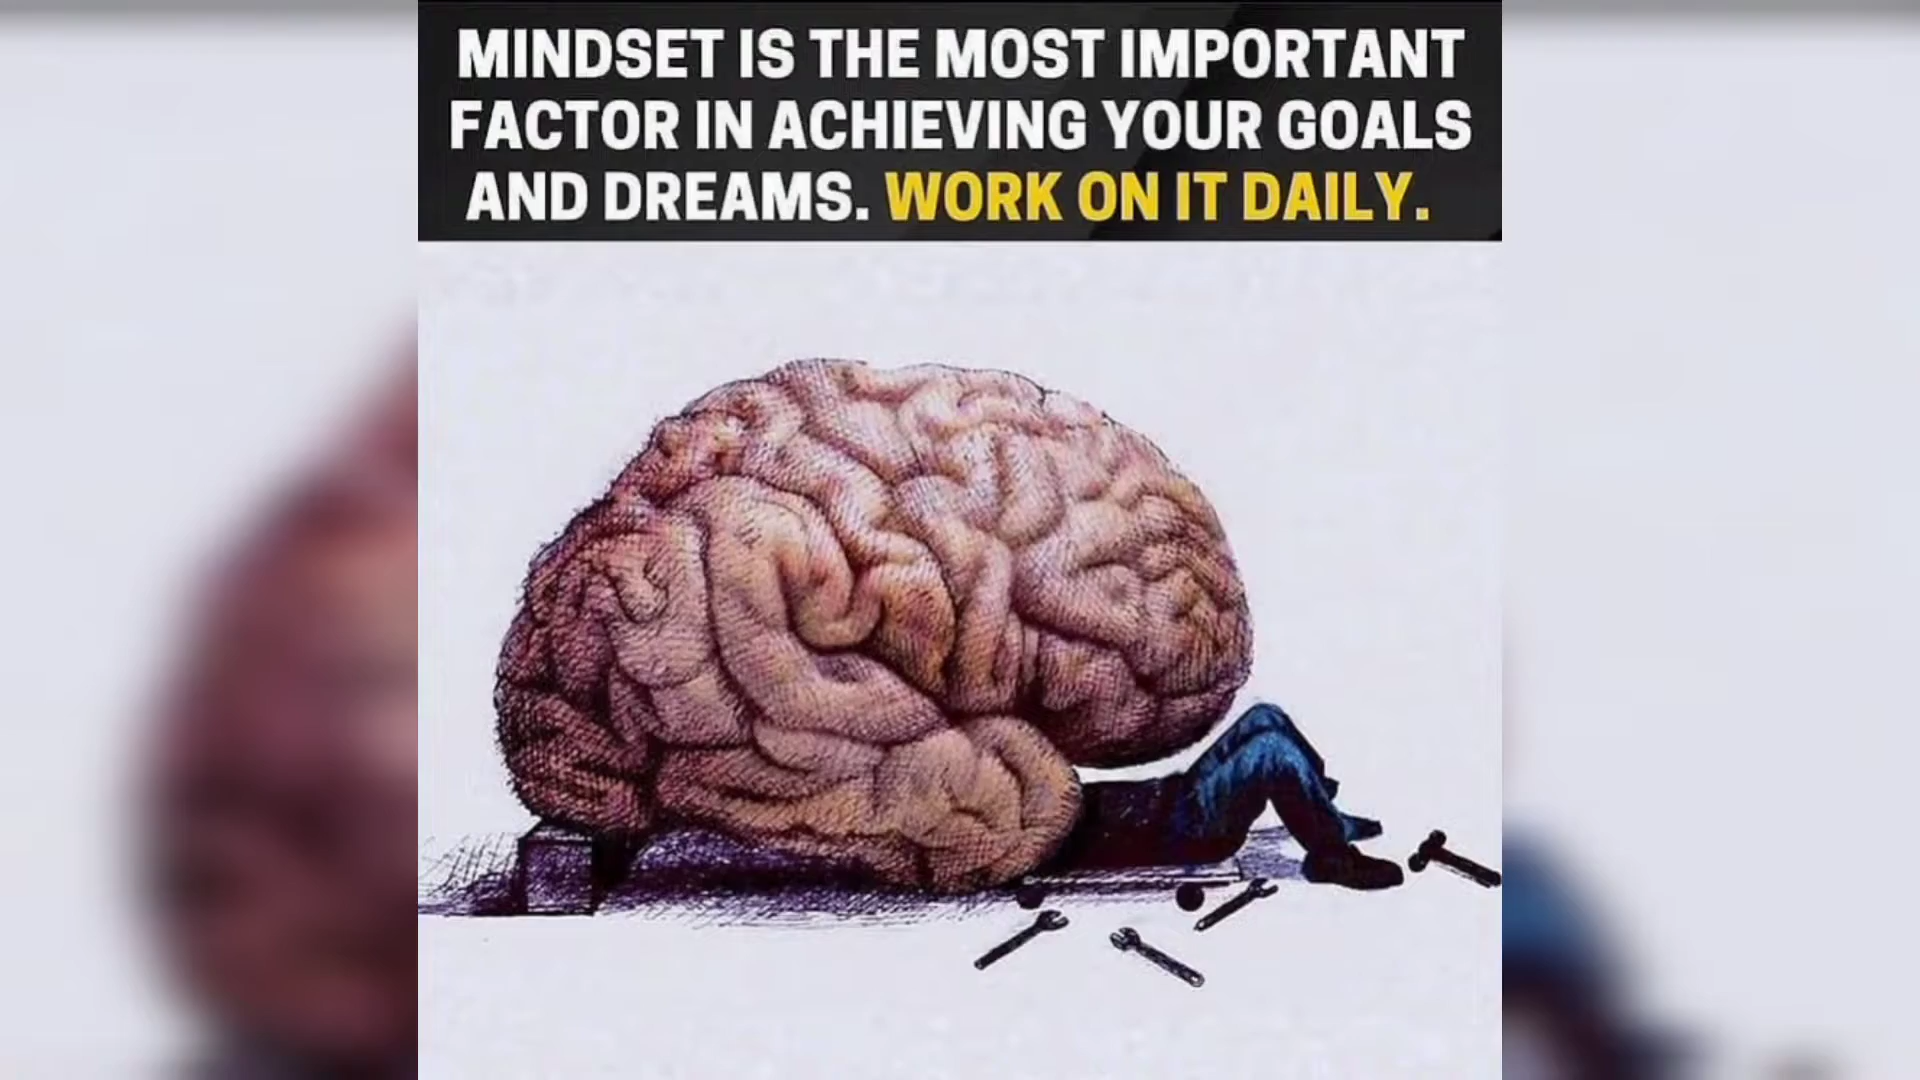 MINDSET IS THE MOST IMPORTANT
FACTOR IN ACHIEVING YOUR GOALS
AND DREAMS. WORK ON IT DAILY.